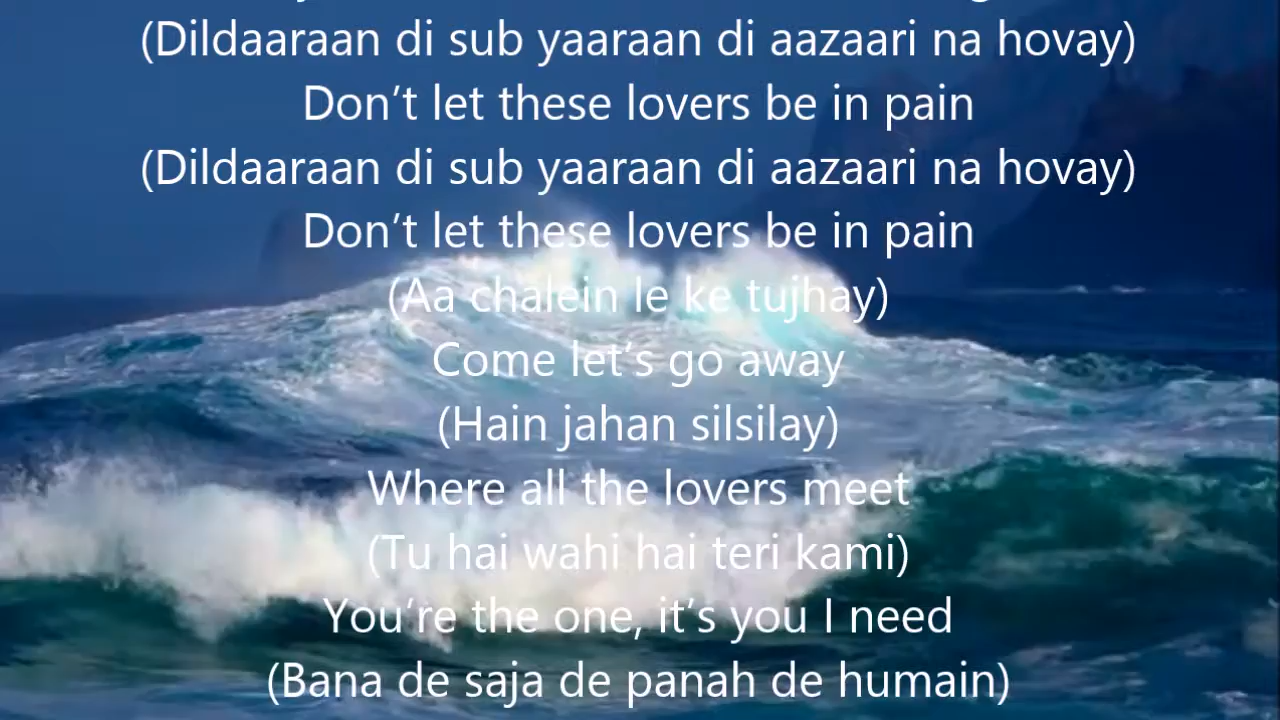 (Dildaaraan di sub yaaraan di aazaari na hovay)
Don’t let these lovers be in pain
(Dildaaraan di sub yaaraan di aazaari na hovay)
Don’t let these lovers be in pain
(Aa chalein le ke tujhay)
Come let’s go away
(Hain jahan silsilay)
Where all the lovers meet
(Tu hai wahi hai teri kami)
You’re the one, it’s you I need
(Bana de saja de panah de humain)